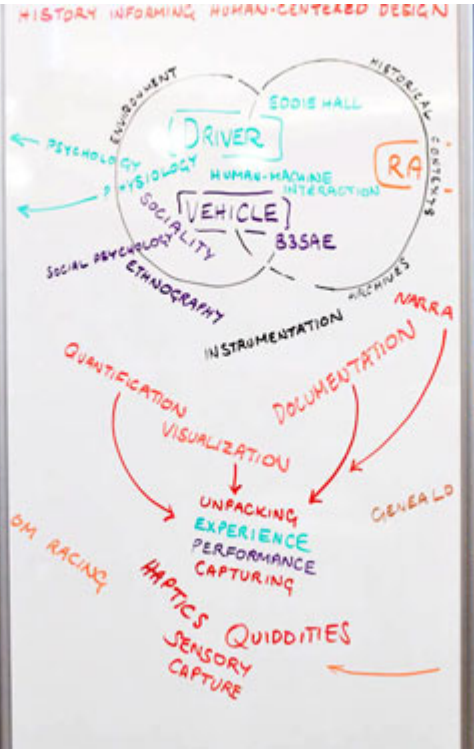 HISTORY INFORMING HUMAN-CENTERED DESIGN
ENVIRONMENT
HISTORICAL CONTENTS
EDDIE HALL
DRIVER
PSYCHOLOGY
PHYSIOLOGY
HUMAN-MACHINE
INTERACTION
RA
SOCIALITY
VEHICLE
B35AE
SOCIAL PSYCHOLOGY
ETHNOGRAPHY
ARCHIVES
INSTRUMENTATION
NARRA
QUANTIFICATION
DOCUMENTATION
VISUALIZATION
UNPACKING
EXPERIENCE
PERFORMANCE
CAPTURING
GENEALO
OM RACING
HAPTICS
QUIDDITIES
SENSORY
CAPTURE